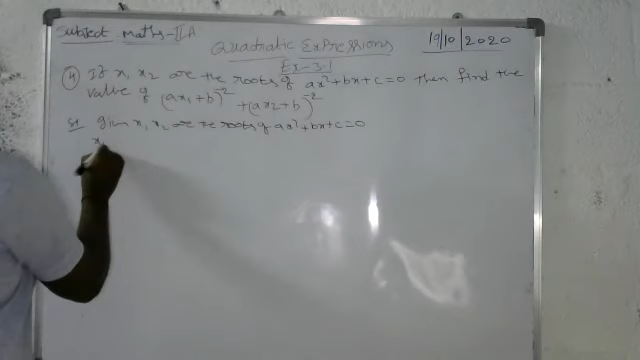 Subject Maths-IIA
19/10/2020
Quadratic Expressions
Ex-3.1
4) If x₁, x₂ are the roots of ax²+bx+c=0 then find the
value of (ax₁+b)⁻² + (ax₂+b)⁻²
Sol Given x₁, x₂ are the roots of ax²+bx+c=0
x